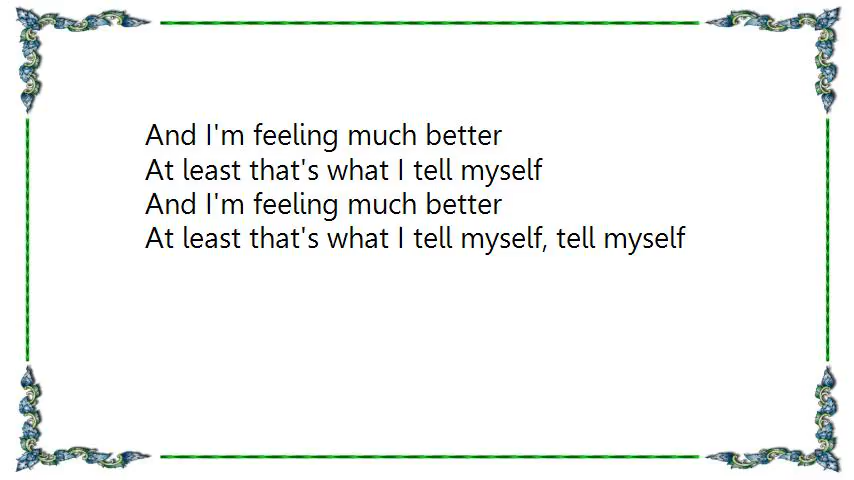 And I'm feeling much better
At least that's what I tell myself
And I'm feeling much better
At least that's what I tell myself, tell myself